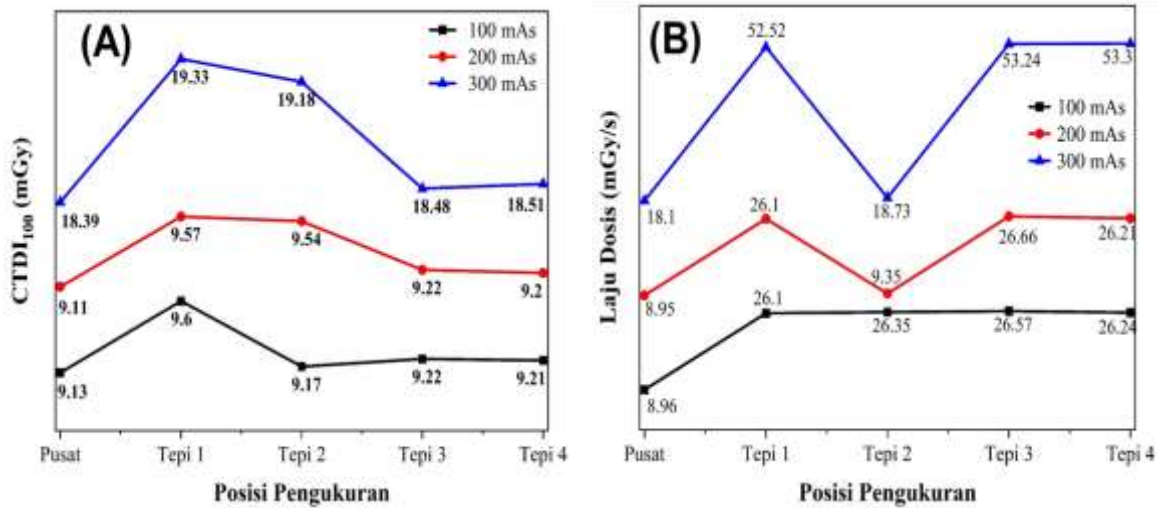 (A)
100 mAs
200 mAs
300 mAs
CTDI₁₀₀ (mGy)
19.33
19.18
18.39
18.48
18.51
9.57
9.54
9.11
9.22
9.2
9.6
9.13
9.17
9.22
9.21
Pusat Tepi 1 Tepi 2 Tepi 3 Tepi 4
Posisi Pengukuran
(B)
100 mAs
200 mAs
300 mAs
Laju Dosis (mGy/s)
52.52
53.24
53.3
18.1
18.73
26.1
26.66
26.21
8.95
9.35
26.1
26.35
26.57
26.24
8.96
Pusat Tepi 1 Tepi 2 Tepi 3 Tepi 4
Posisi Pengukuran